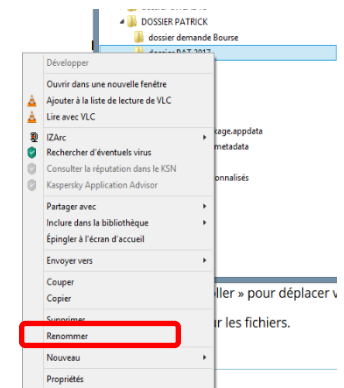 DOSSIER PATRICK
dossier demande Bourse
dossier PAT 2017
Développer
Ouvrir dans une nouvelle fenêtre
Ajouter à la liste de lecture de VLC
Lire avec VLC
IZArc
kage.appdata
Rechercher d'éventuels virus
metadata
Consulter la réputation dans le KSN
Kaspersky Application Advisor
onnalisés
Partager avec
Inclure dans la bibliothèque
Épingler à l'écran d'accueil
Envoyer vers
Couper
Copier
ller » pour déplacer v
Supprimer
r les fichiers.
Renommer
Nouveau
Propriétés